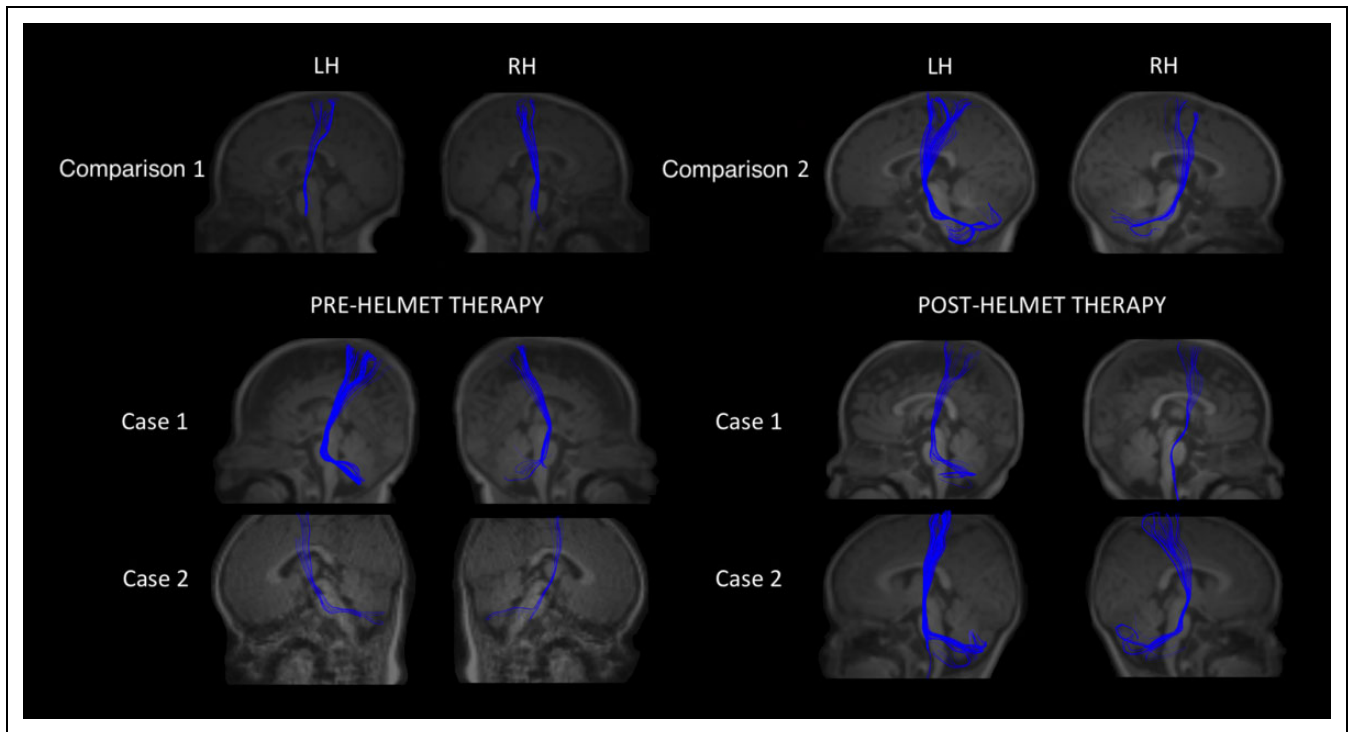 LH RH LH RH
Comparison 1 Comparison 2
PRE-HELMET THERAPY POST-HELMET THERAPY
Case 1 Case 1
Case 2 Case 2